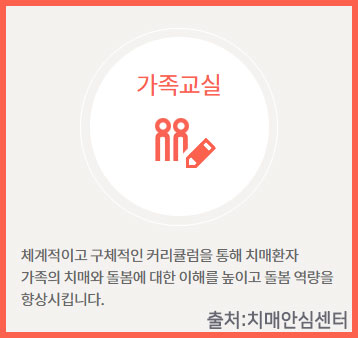 가족교실
체계적이고 구체적인 커리큘럼을 통해 치매환자
가족의 치매와 돌봄에 대한 이해를 높이고 돌봄 역량을
향상시킵니다.
출처:치매안심센터